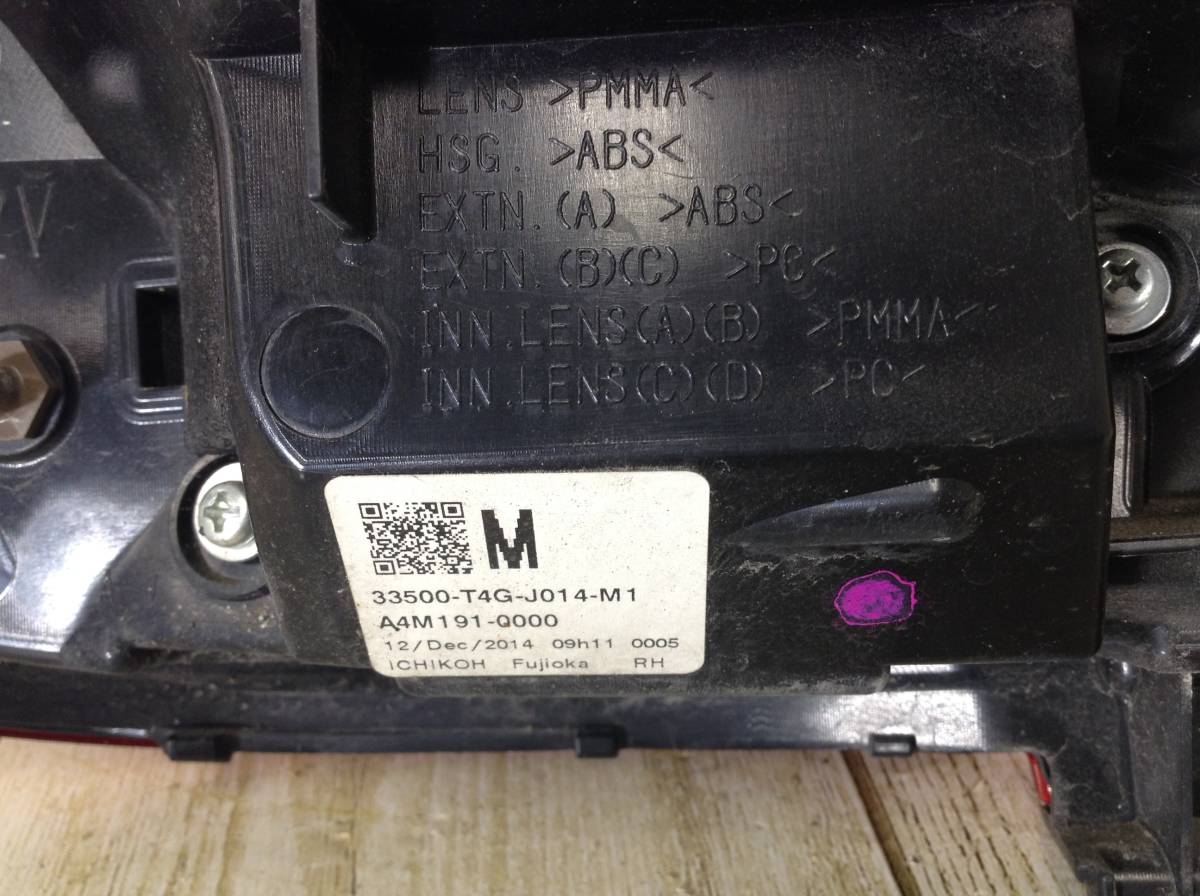 LENS >PMMA<
HSG. >ABS<
EXTN.(A) >ABS<
EXTN.(B)(C) >PC<
INN.LENS(A)(B) >PMMA<
INN.LENS(C)(D) >PC<
M
33500-T4G-J014-M1
A4M191-0000
12/Dec/2014 09h11 0005
ICHIKOH Fujioka RH